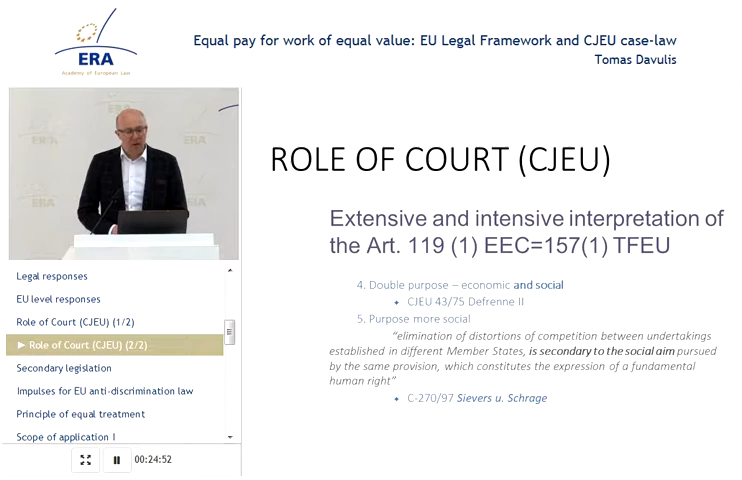 ERA
Academy of European Law
Equal pay for work of equal value: EU Legal Framework and CJEU case-law
Tomas Davulis
ERA
ERA
ERA
ERA
Legal responses
EU level responses
Role of Court (CJEU) (1/2)
► Role of Court (CJEU) (2/2)
Secondary legislation
Impulses for EU anti-discrimination law
Principle of equal treatment
Scope of application I
00:24:52
ROLE OF COURT (CJEU)
Extensive and intensive interpretation of
the Art. 119 (1) EEC=157(1) TFEU
4. Double purpose – economic and social
CJEU 43/75 Defrenne II
5. Purpose more social
“elimination of distortions of competition between undertakings
established in different Member States, is secondary to the social aim pursued
by the same provision, which constitutes the expression of a fundamental
human right”
C-270/97 Sievers u. Schrage